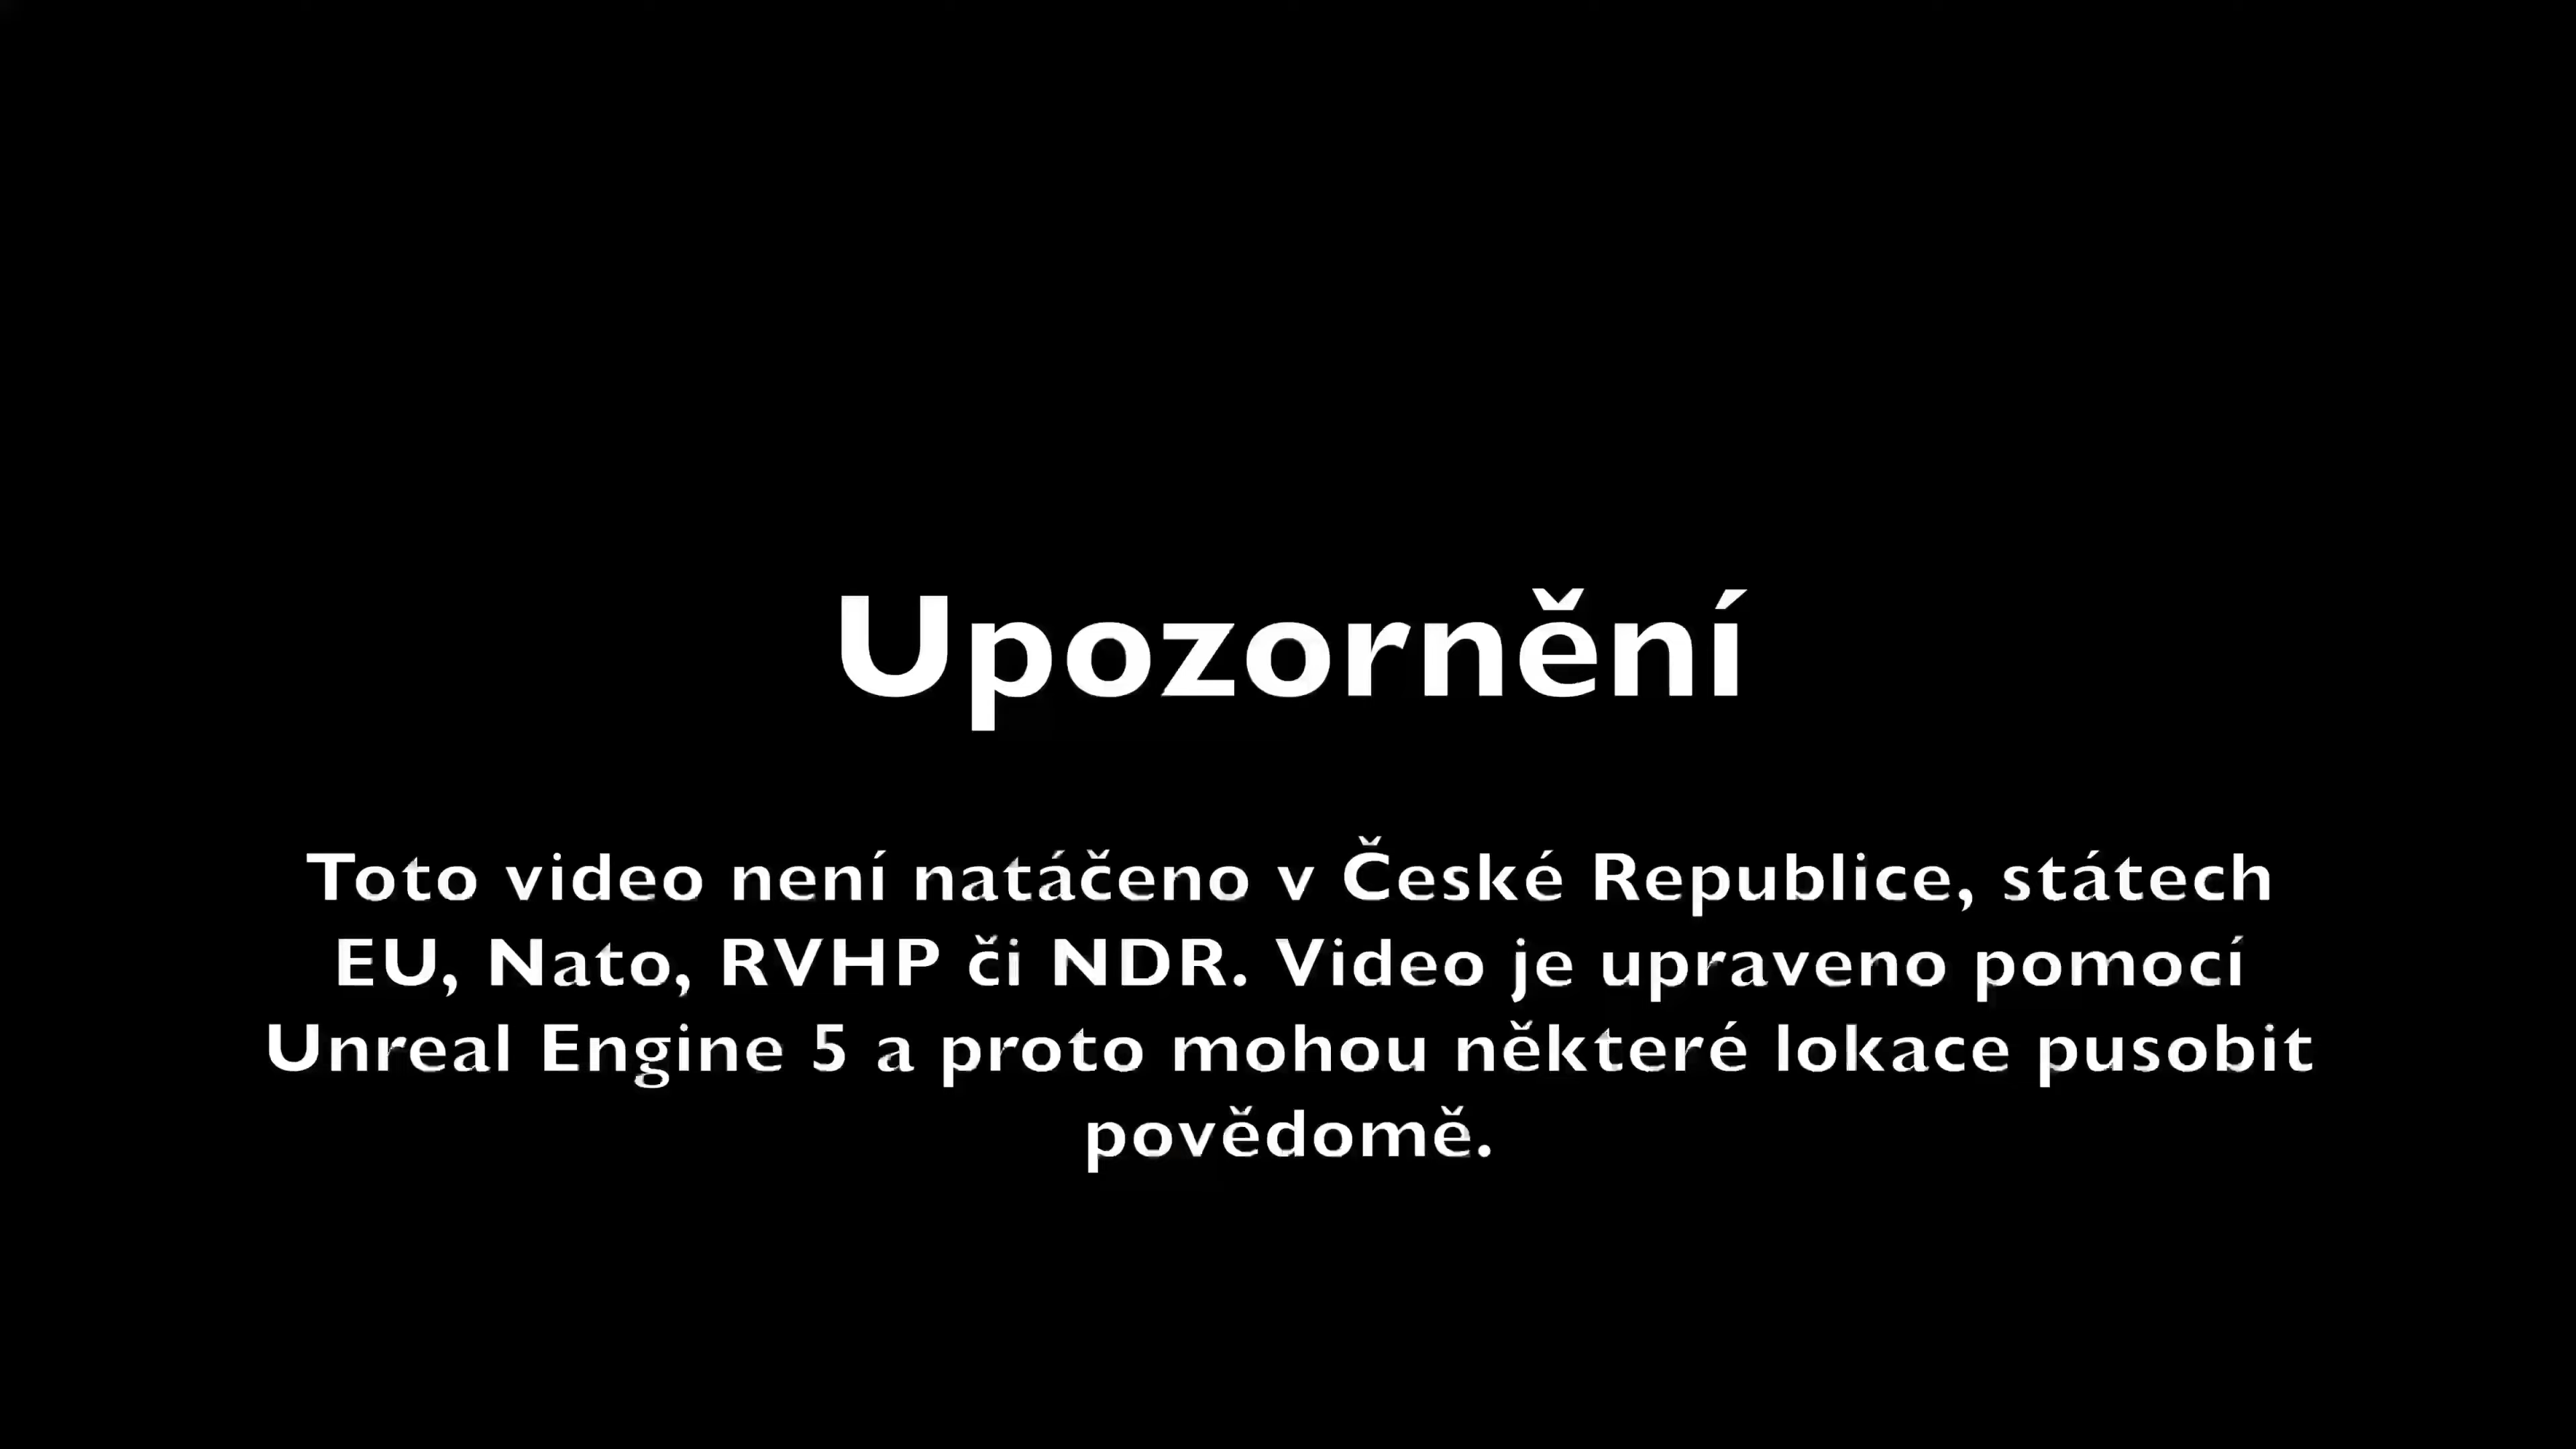 Upozornění
Toto video není natáčeno v České Republice, státech
EU, Nato, RVHP či NDR. Video je upraveno pomocí
Unreal Engine 5 a proto mohou některé lokace pusobit
povědomě.